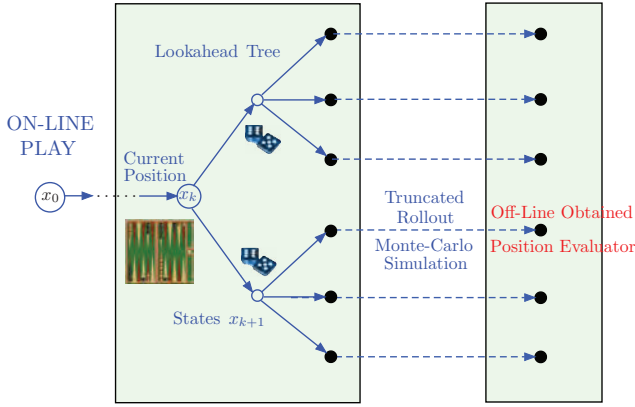 Lookahead Tree
ON-LINE
PLAY
Current
Position
x₀
xₖ
Truncated
Rollout
Monte-Carlo
Simulation
Off-Line Obtained
Position Evaluator
States xₖ₊₁